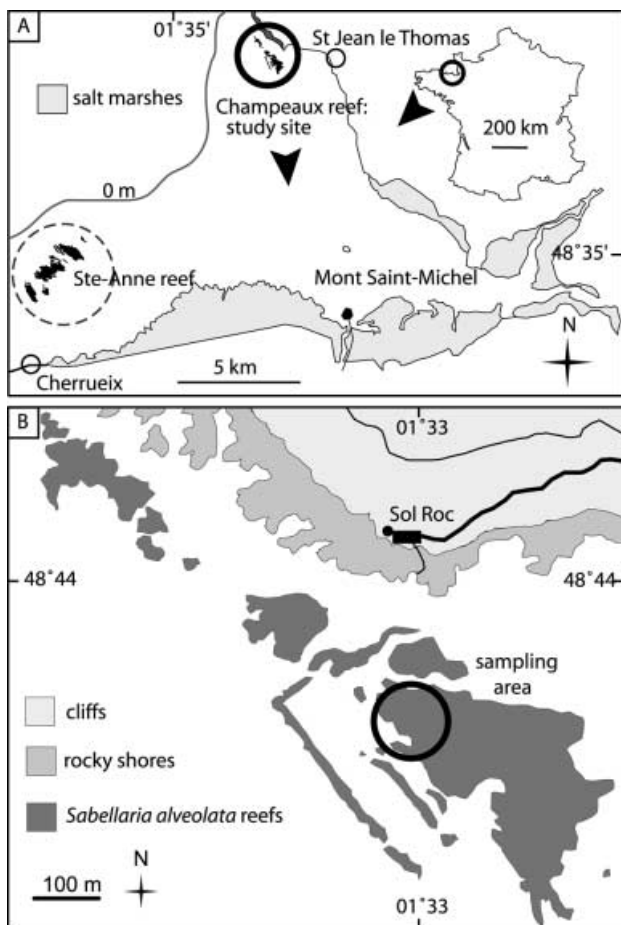 A
01°35'
St Jean le Thomas
salt marshes
Champeaux reef:
study site
200 km
0 m
48°35'
Ste-Anne reef
Mont Saint-Michel
N
5 km
Cherrueix
B
01°33
Sol Roc
48°44
48°44
sampling
area
cliffs
rocky shores
Sabellaria alveolata reefs
N
100 m
01°33